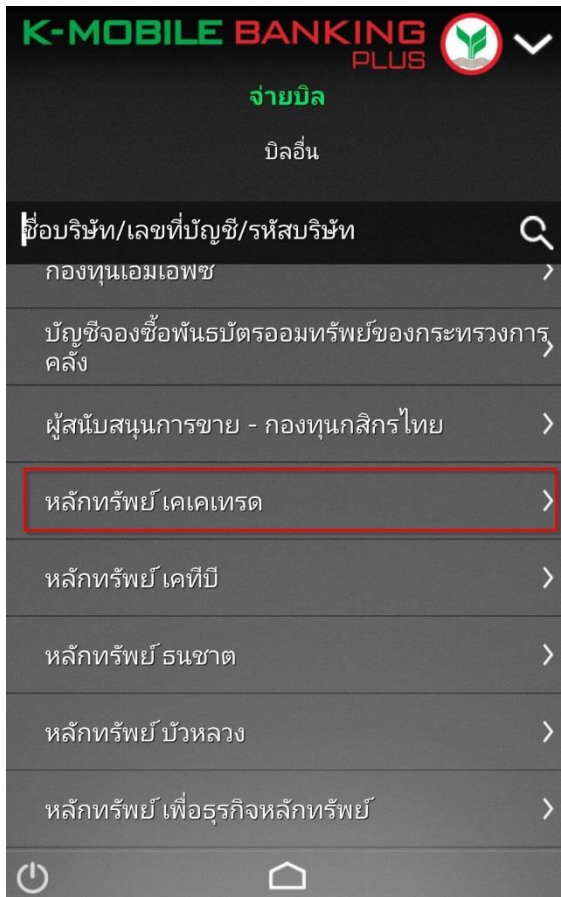 K-MOBILE BANKING
PLUS
จ่ายบิล
บิลอื่น
ชื่อบริษัท/เลขที่บัญชี/รหัสบริษัท
กองทุนเอ็มเอฟซี
บัญชีจองซื้อพันธบัตรออมทรัพย์ของกระทรวงการ
คลัง
ผู้สนับสนุนการขาย - กองทุนกสิกรไทย
หลักทรัพย์ เคเคเทรด
หลักทรัพย์ เคทีบี
หลักทรัพย์ ธนชาต
หลักทรัพย์ บัวหลวง
หลักทรัพย์ เพื่อธุรกิจหลักทรัพย์